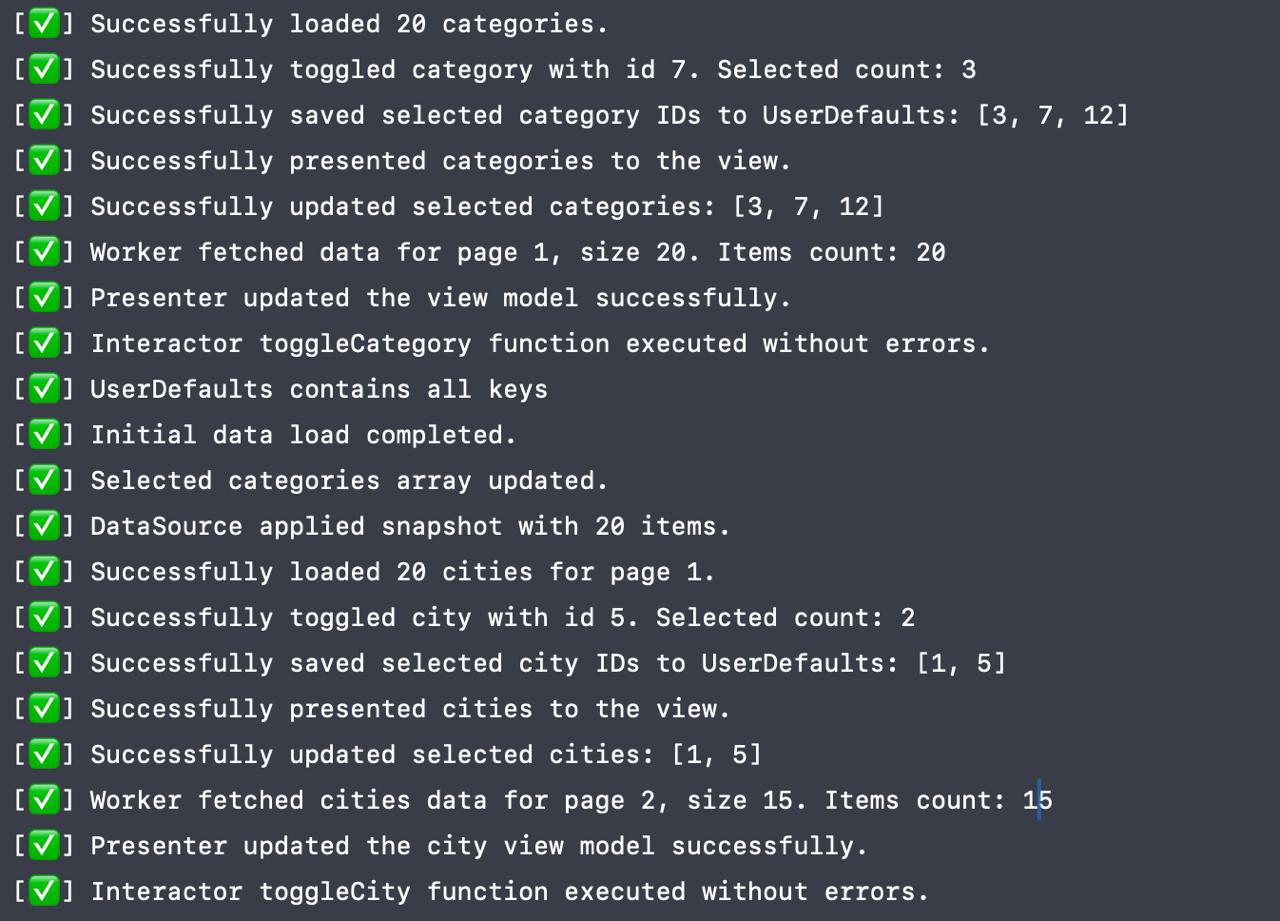 [✅] Successfully loaded 20 categories.
[✅] Successfully toggled category with id 7. Selected count: 3
[✅] Successfully saved selected category IDs to UserDefaults: [3, 7, 12]
[✅] Successfully presented categories to the view.
[✅] Successfully updated selected categories: [3, 7, 12]
[✅] Worker fetched data for page 1, size 20. Items count: 20
[✅] Presenter updated the view model successfully.
[✅] Interactor toggleCategory function executed without errors.
[✅] UserDefaults contains all keys
[✅] Initial data load completed.
[✅] Selected categories array updated.
[✅] DataSource applied snapshot with 20 items.
[✅] Successfully loaded 20 cities for page 1.
[✅] Successfully toggled city with id 5. Selected count: 2
[✅] Successfully saved selected city IDs to UserDefaults: [1, 5]
[✅] Successfully presented cities to the view.
[✅] Successfully updated selected cities: [1, 5]
[✅] Worker fetched cities data for page 2, size 15. Items count: 15
[✅] Presenter updated the city view model successfully.
[✅] Interactor toggleCity function executed without errors.